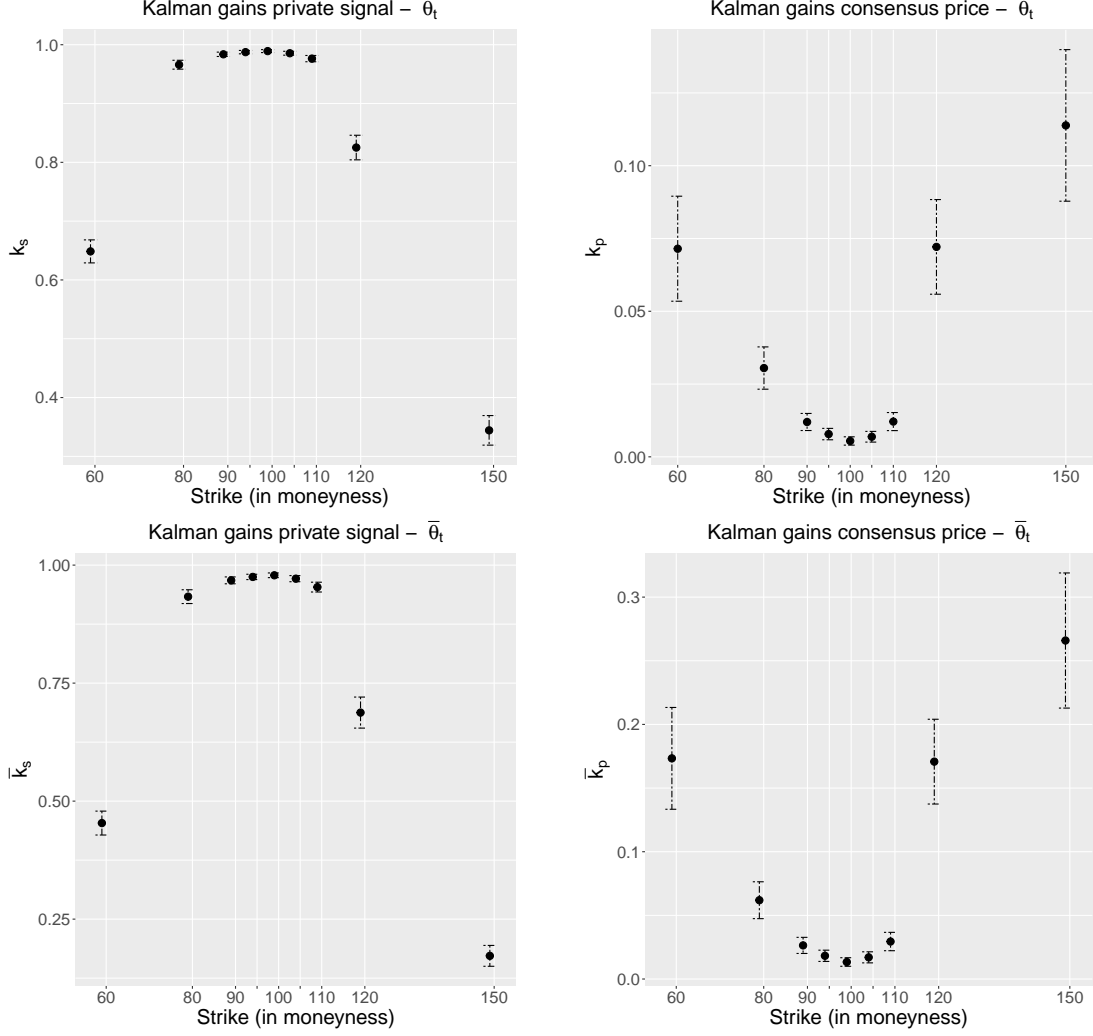 Kalman gains private signal – θt
1.0
0.8
0.6
0.4
ks
60 80 90 100 110 120 150
Strike (in moneyness)
Kalman gains consensus price – θt
0.10
0.05
0.00
kp
60 80 90 100 110 120 150
Strike (in moneyness)
Kalman gains private signal – θ̅t
1.00
0.75
0.50
0.25
k̅s
60 80 90 100 110 120 150
Strike (in moneyness)
Kalman gains consensus price – θ̅t
0.3
0.2
0.1
0.0
k̅p
60 80 90 100 110 120 150
Strike (in moneyness)